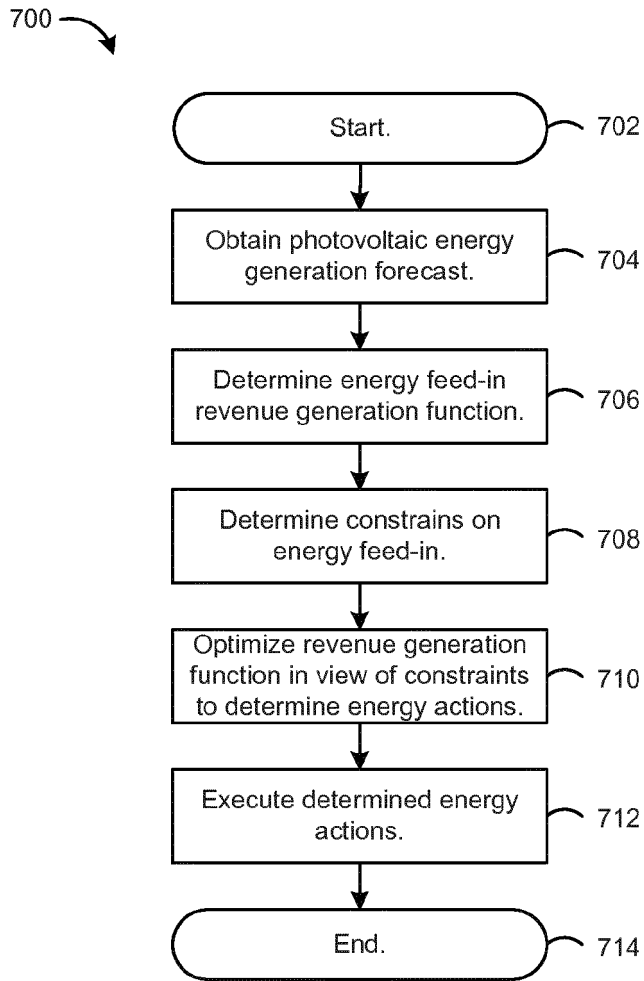 700
Start.
702
Obtain photovoltaic energy
generation forecast.
704
Determine energy feed-in
revenue generation function.
706
Determine constrains on
energy feed-in.
708
Optimize revenue generation
function in view of constraints
to determine energy actions.
710
Execute determined energy
actions.
712
End.
714